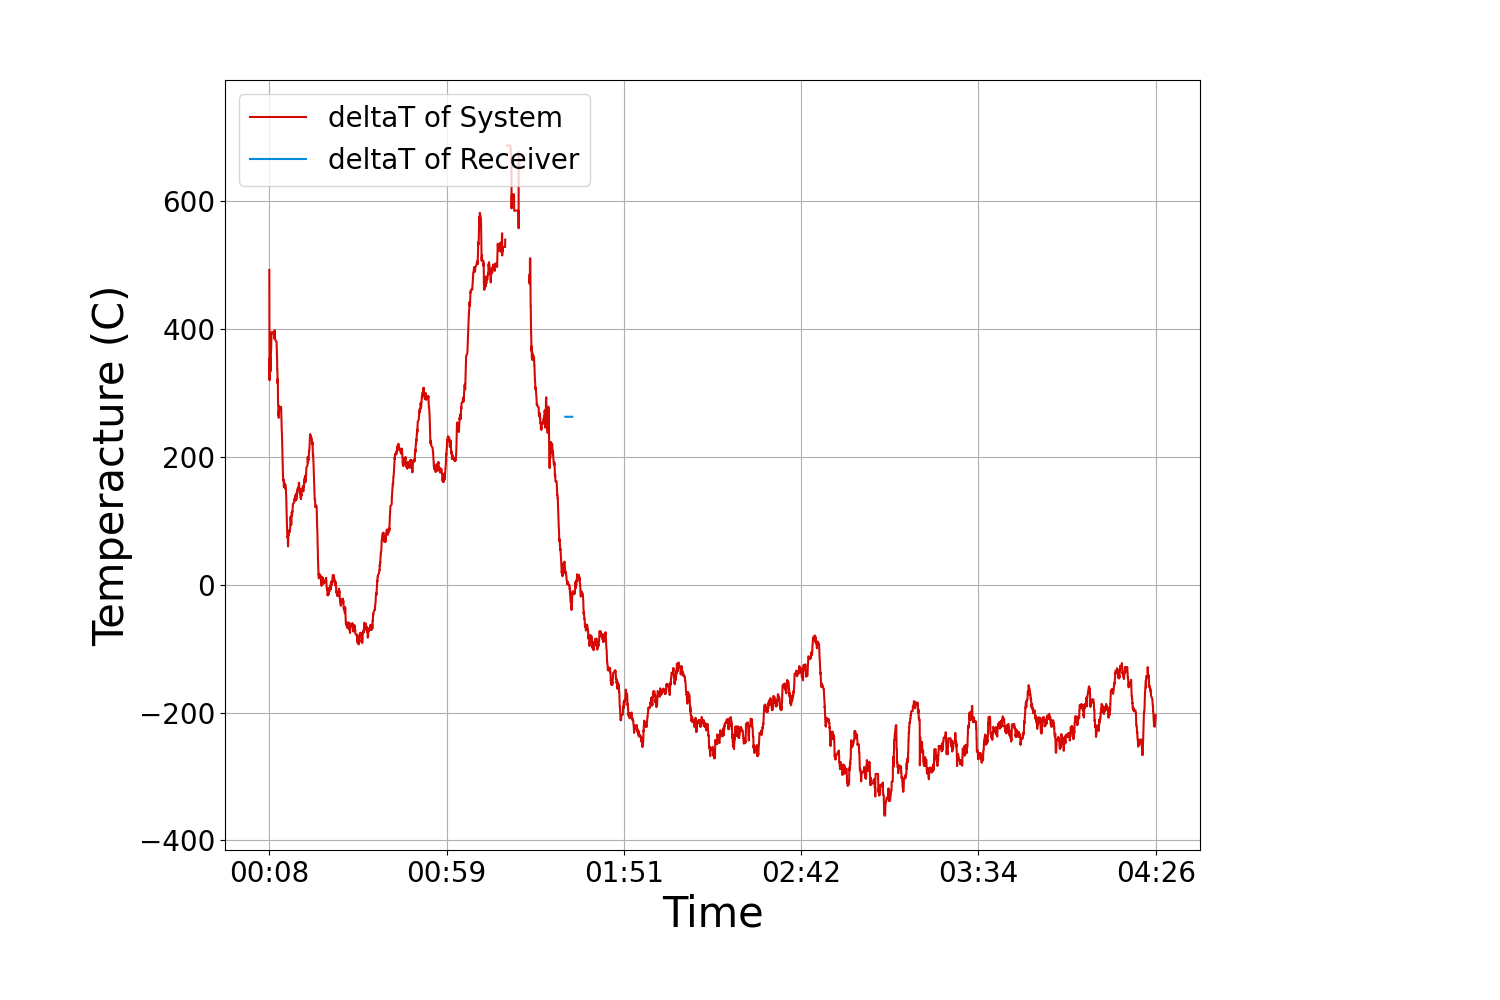 deltaT of System
deltaT of Receiver
600
400
200
0
−200
−400
Temperacture (C)
00:08 00:59 01:51 02:42 03:34 04:26
Time